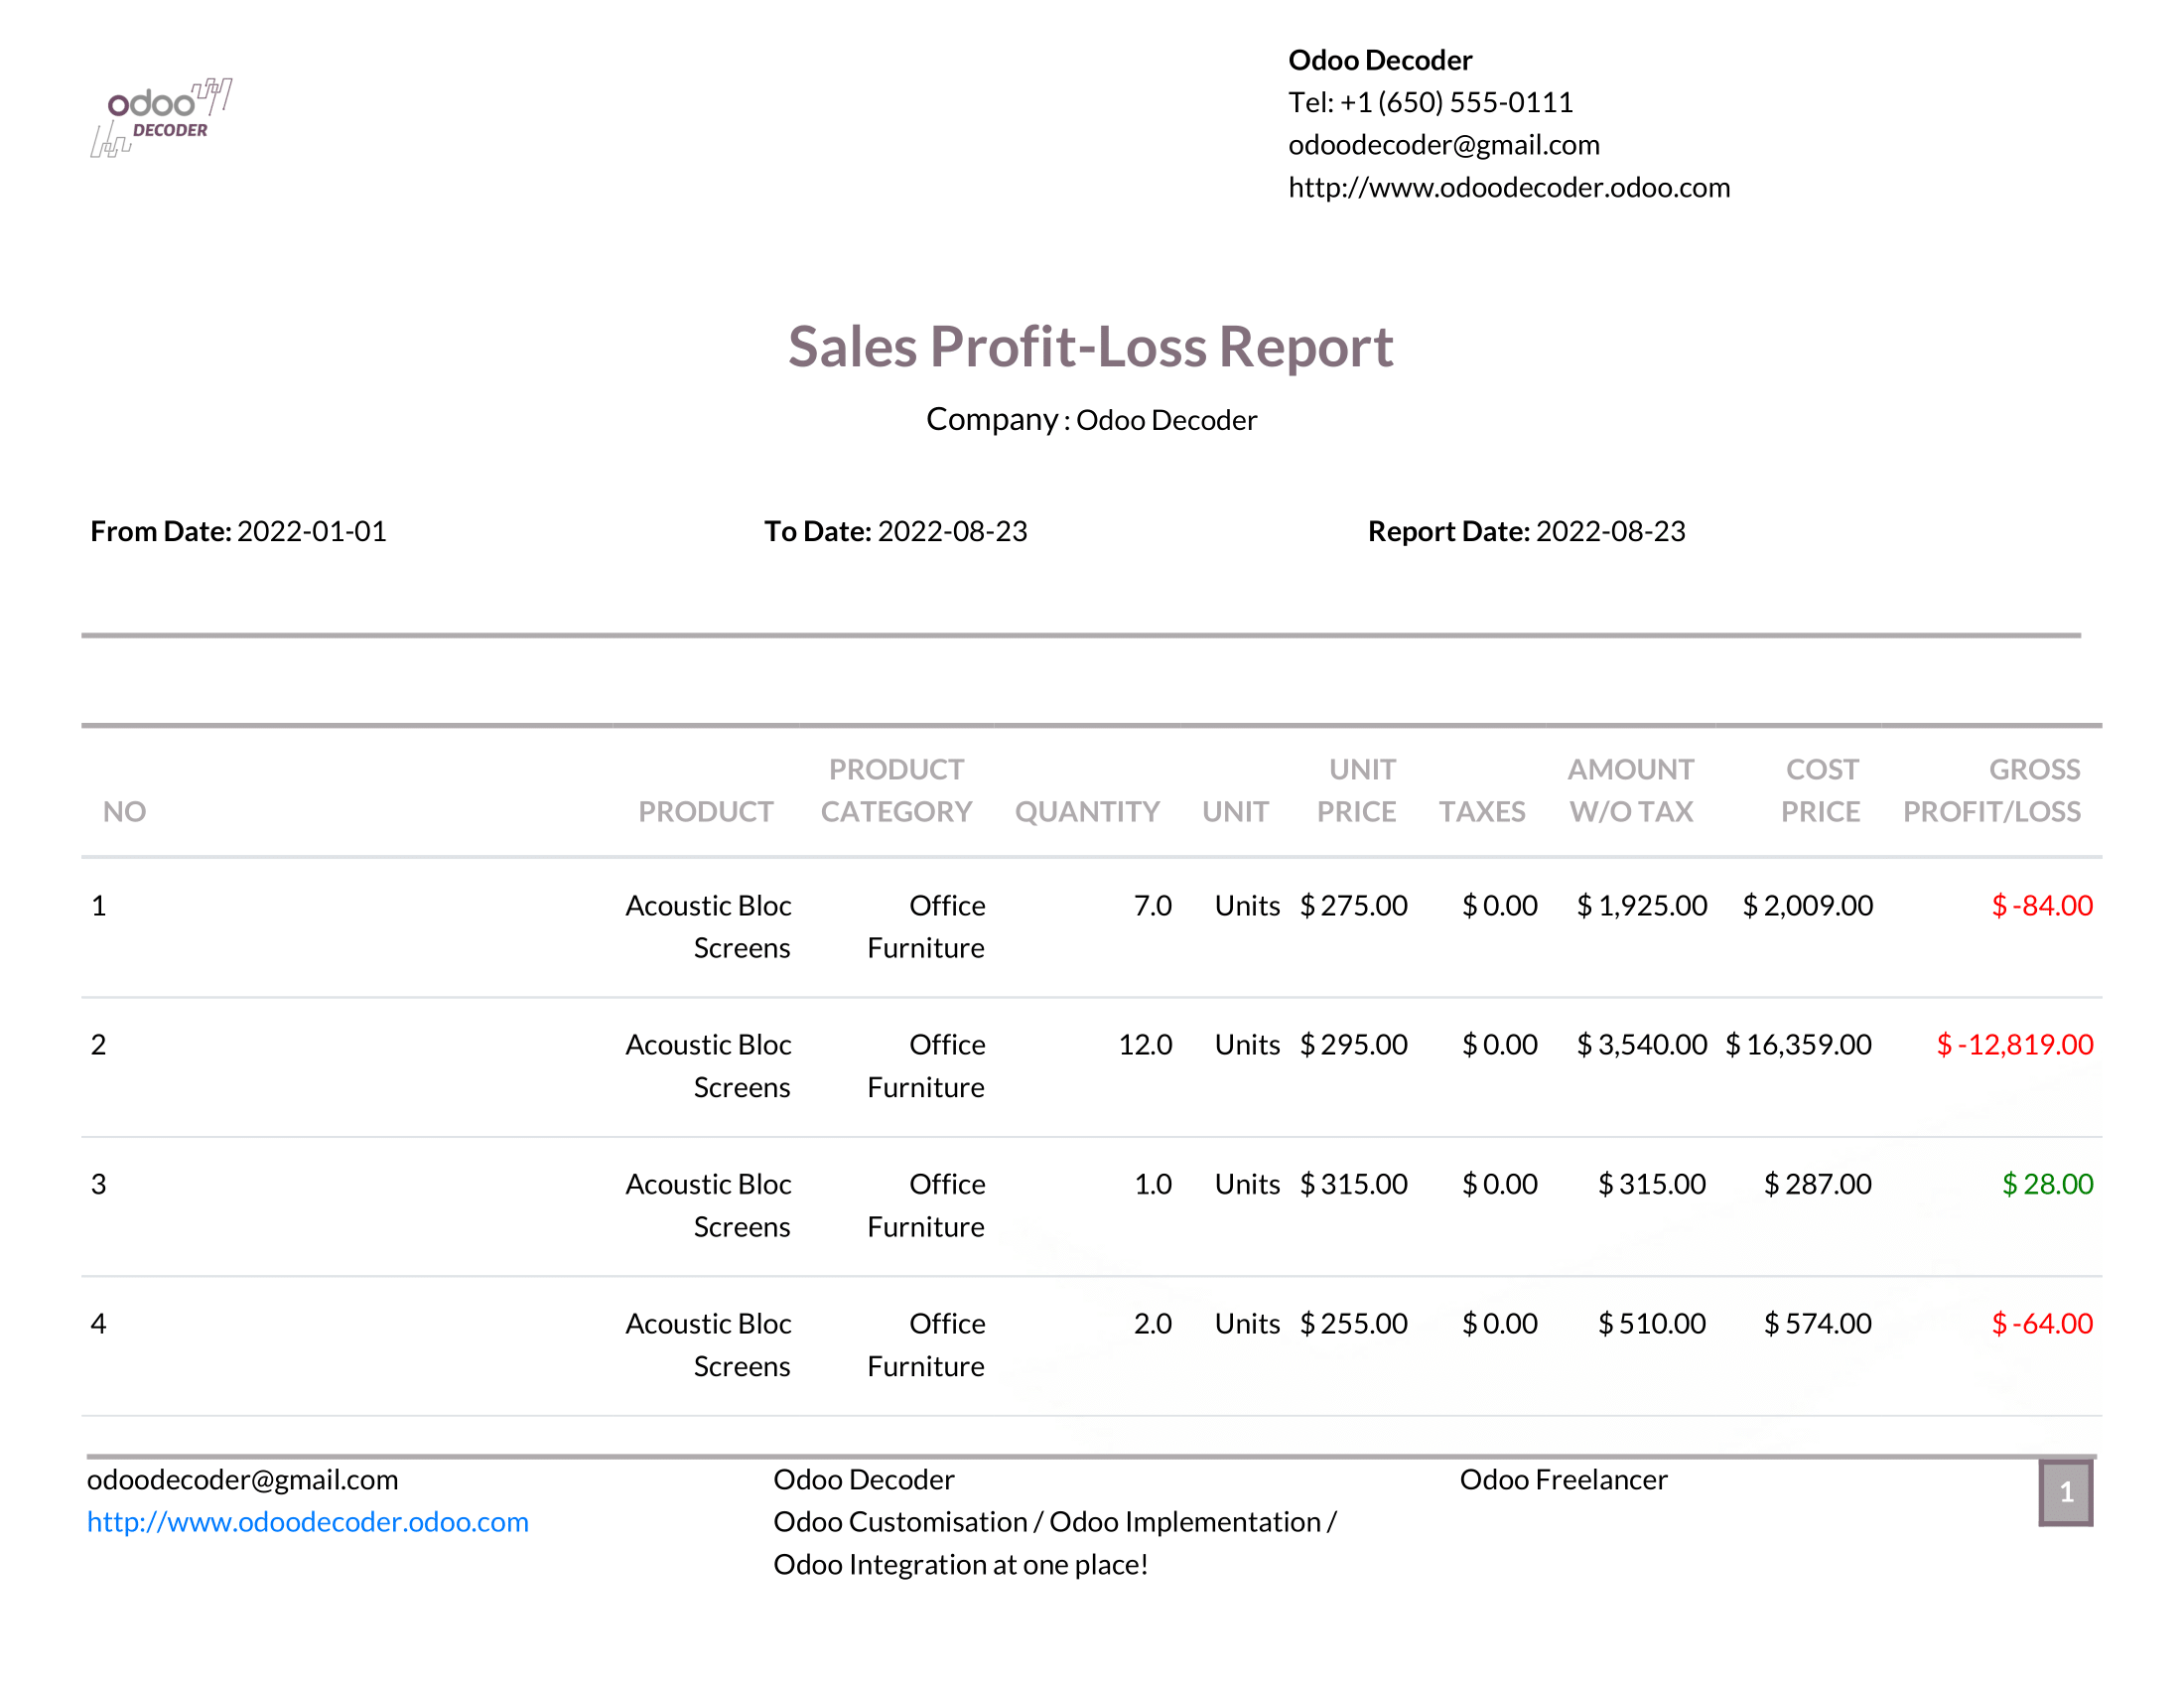 odoo
DECODER
Odoo Decoder
Tel: +1 (650) 555-0111
odoodecoder@gmail.com
http://www.odoodecoder.odoo.com
Sales Profit-Loss Report
Company : Odoo Decoder
From Date: 2022-01-01 To Date: 2022-08-23 Report Date: 2022-08-23
PRODUCT UNIT AMOUNT COST GROSS
NO PRODUCT CATEGORY QUANTITY UNIT PRICE TAXES W/O TAX PRICE PROFIT/LOSS
1 Acoustic Bloc Office 7.0 Units $ 275.00 $ 0.00 $ 1,925.00 $ 2,009.00 $ -84.00
Screens Furniture
2 Acoustic Bloc Office 12.0 Units $ 295.00 $ 0.00 $ 3,540.00 $ 16,359.00 $ -12,819.00
Screens Furniture
3 Acoustic Bloc Office 1.0 Units $ 315.00 $ 0.00 $ 315.00 $ 287.00 $ 28.00
Screens Furniture
4 Acoustic Bloc Office 2.0 Units $ 255.00 $ 0.00 $ 510.00 $ 574.00 $ -64.00
Screens Furniture
odoodecoder@gmail.com Odoo Decoder Odoo Freelancer 1
http://www.odoodecoder.odoo.com Odoo Customisation / Odoo Implementation /
Odoo Integration at one place!